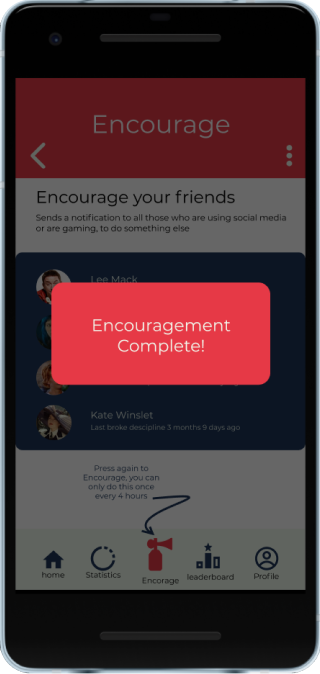 Encourage
Encourage your friends
Sends a notification to all those who are using social media
or are gaming, to do something else
Lee Mack
Encouragement
Complete!
Kate Winslet
Last broke descipline 3 months 9 days ago
Press again to
Encourage, you can
only do this once
every 4 hours
home
Statistics
Encorage
leaderboard
Profile